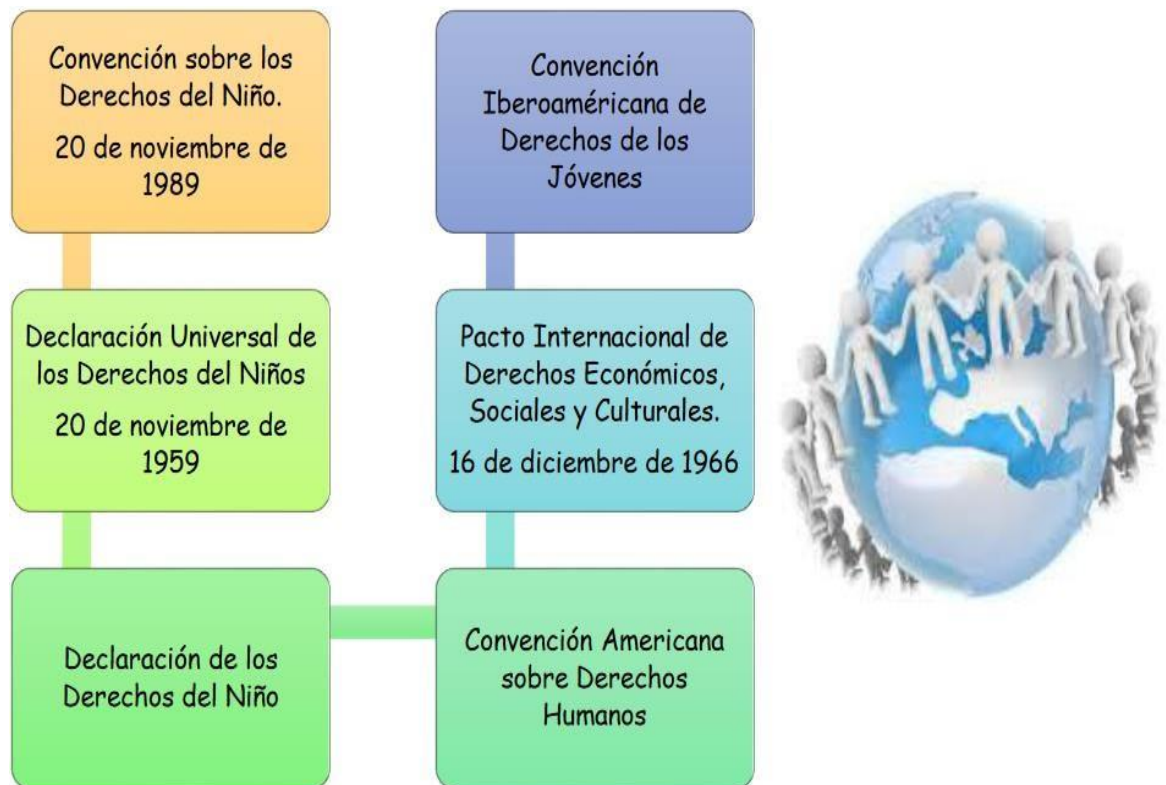 Convención sobre los
Derechos del Niño.
20 de noviembre de
1989
Declaración Universal de
los Derechos del Niños
20 de noviembre de
1959
Declaración de los
Derechos del Niño
Convención Americana
sobre Derechos
Humanos
Pacto Internacional de
Derechos Económicos,
Sociales y Culturales.
16 de diciembre de 1966
Convención
Iberoaméricana de
Derechos de los
Jóvenes